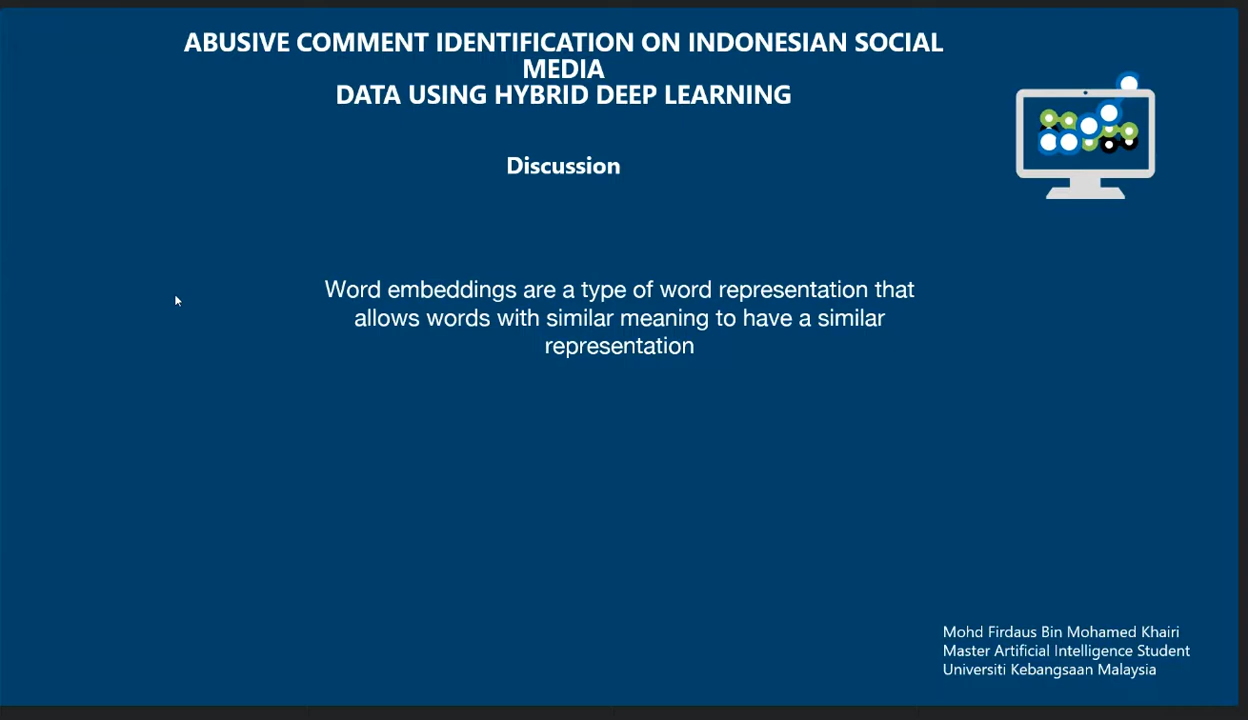 ABUSIVE COMMENT IDENTIFICATION ON INDONESIAN SOCIAL
MEDIA
DATA USING HYBRID DEEP LEARNING
Discussion
Word embeddings are a type of word representation that
allows words with similar meaning to have a similar
representation
Mohd Firdaus Bin Mohamed Khairi
Master Artificial Intelligence Student
Universiti Kebangsaan Malaysia